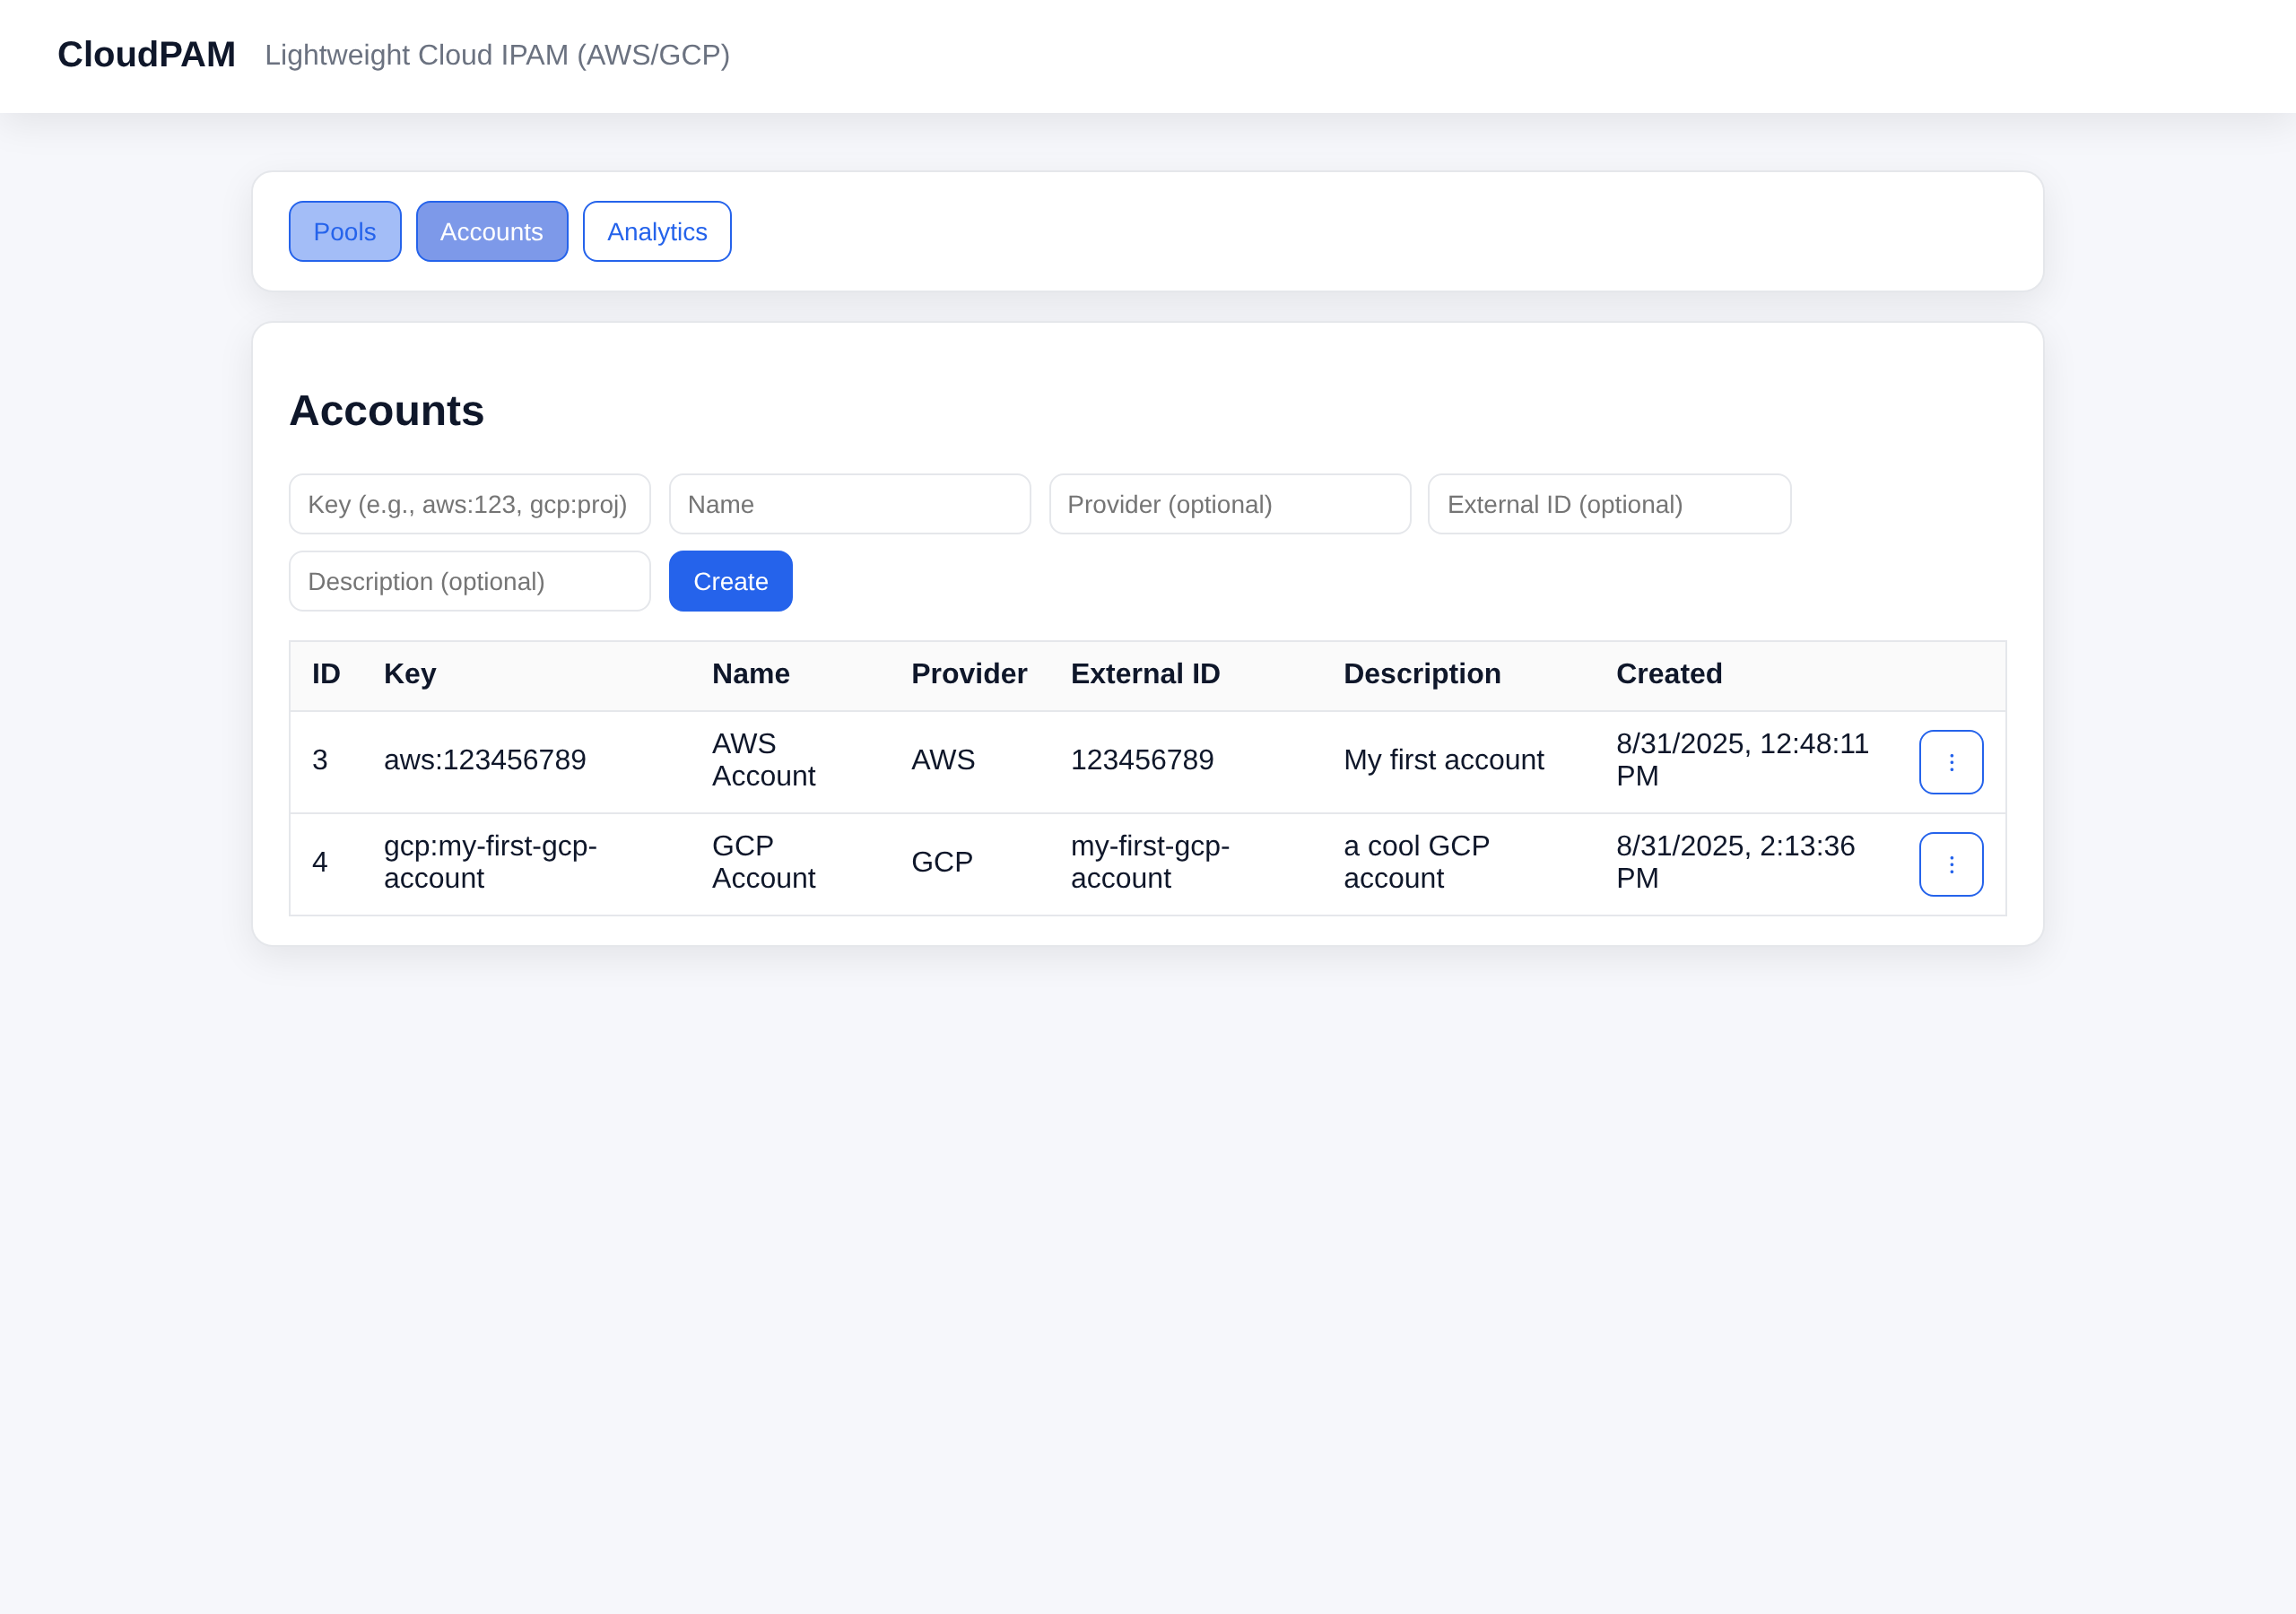 CloudPAM Lightweight Cloud IPAM (AWS/GCP)
Pools Accounts Analytics
Accounts
Key (e.g., aws:123, gcp:proj) Name Provider (optional) External ID (optional)
Description (optional) Create
ID Key Name Provider External ID Description Created
3 aws:123456789 AWS Account AWS 123456789 My first account 8/31/2025, 12:48:11 PM
4 gcp:my-first-gcp-account GCP Account GCP my-first-gcp-account a cool GCP account 8/31/2025, 2:13:36 PM